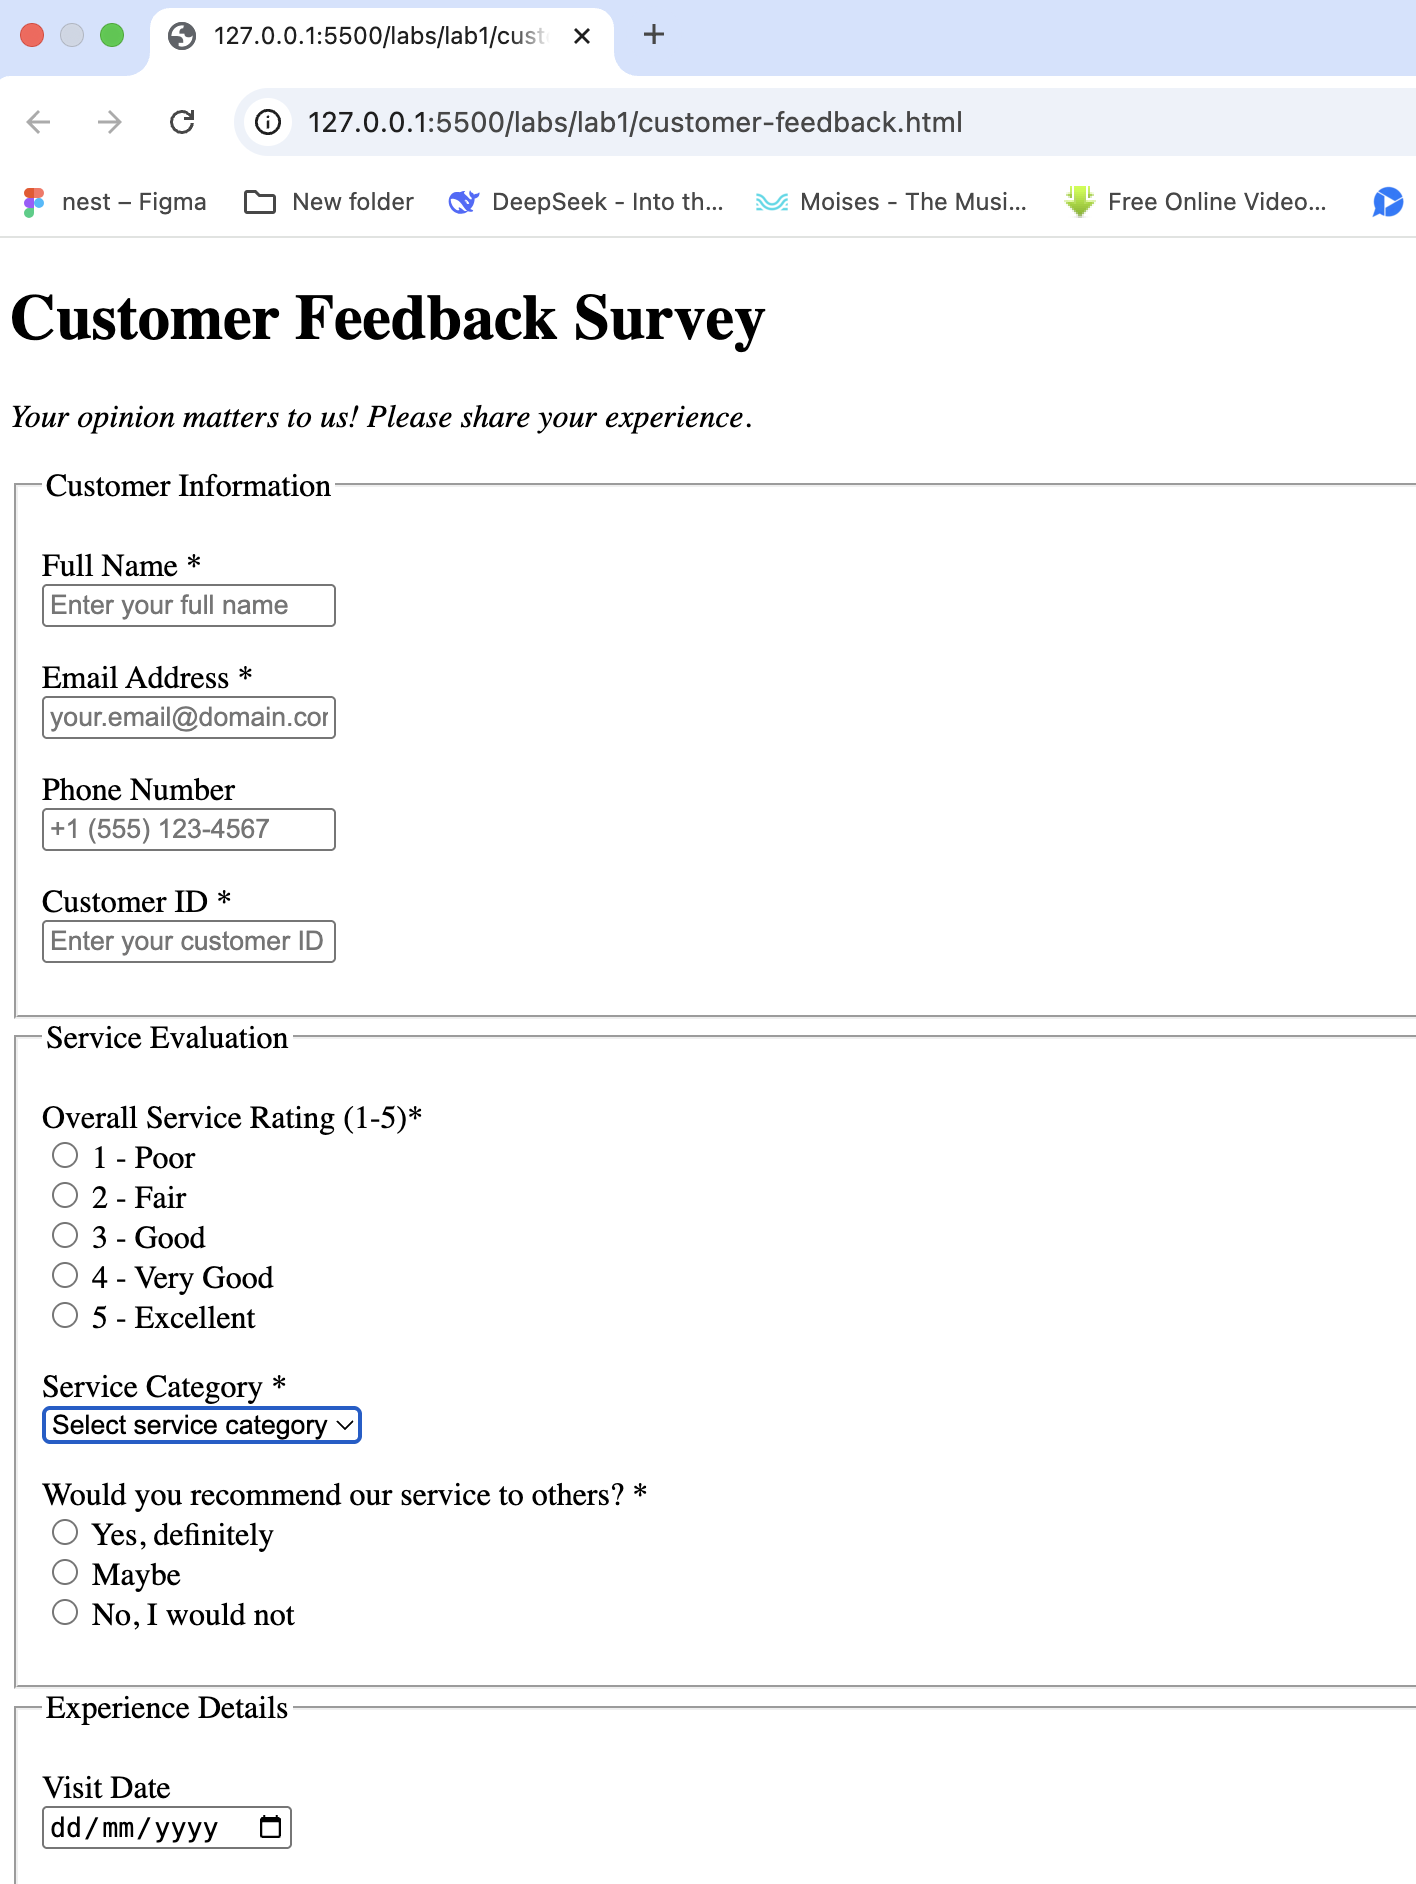 127.0.0.1:5500/labs/lab1/cust
127.0.0.1:5500/labs/lab1/customer-feedback.html
nest – Figma
New folder
DeepSeek - Into th...
Moises - The Musi...
Free Online Video...
Customer Feedback Survey
Your opinion matters to us! Please share your experience.
Customer Information
Full Name *
Enter your full name
Email Address *
your.email@domain.cor
Phone Number
+1 (555) 123-4567
Customer ID *
Enter your customer ID
Service Evaluation
Overall Service Rating (1-5)*
1 - Poor
2 - Fair
3 - Good
4 - Very Good
5 - Excellent
Service Category *
Select service category
Would you recommend our service to others? *
Yes, definitely
Maybe
No, I would not
Experience Details
Visit Date
dd/mm/yyyy